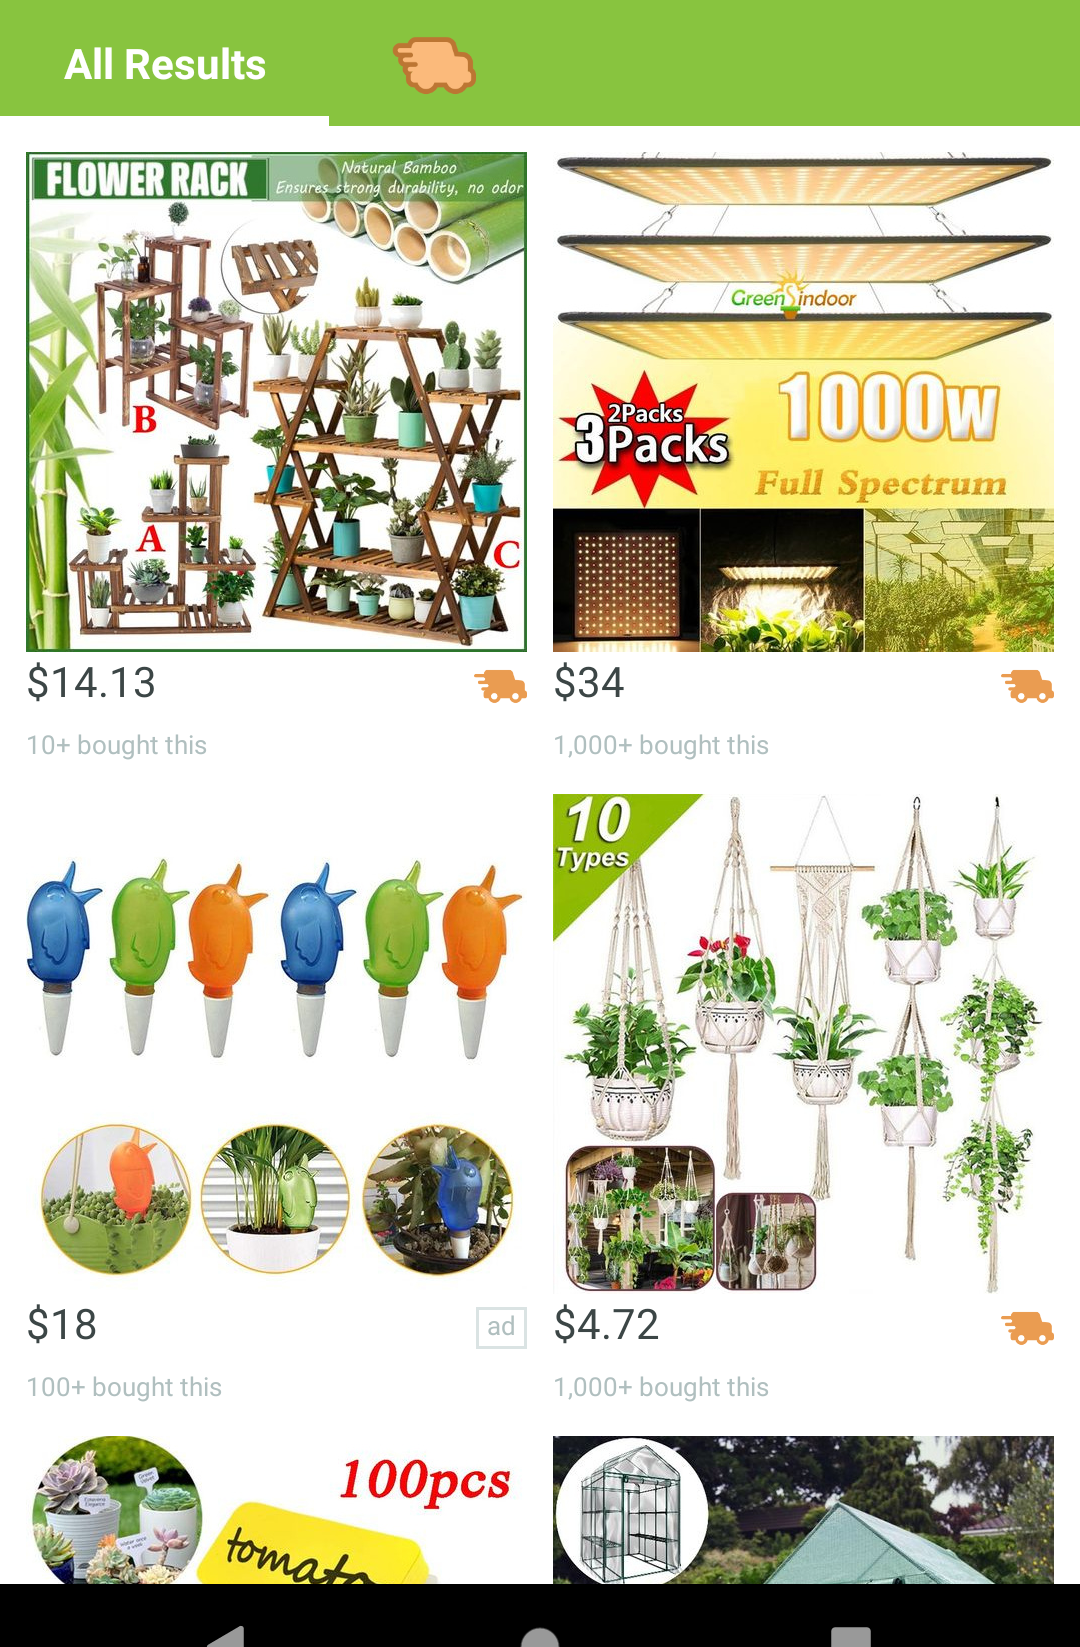 All Results
FLOWER RACK
Natural Bamboo
Ensures strong durability, no odor
B
A
C
GreenSindoor
2Packs
3Packs
1000w
Full Spectrum
$14.13
10+ bought this
$34
1,000+ bought this
10
Types
$18
ad
100+ bought this
$4.72
1,000+ bought this
100pcs
tomato